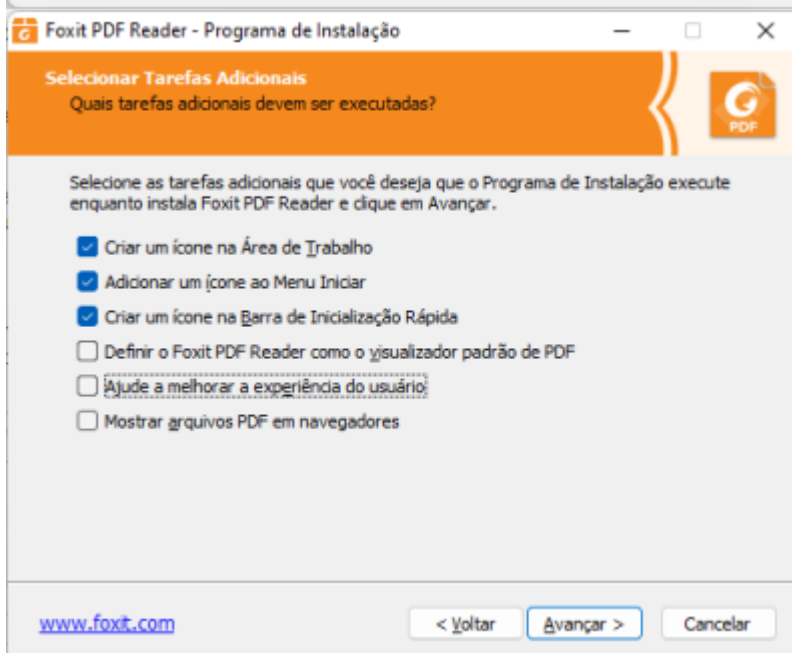 Foxit PDF Reader - Programa de Instalação
Selecionar Tarefas Adicionais
Quais tarefas adicionais devem ser executadas?
PDF
Selecione as tarefas adicionais que você deseja que o Programa de Instalação execute
enquanto instala Foxit PDF Reader e clique em Avançar.
Criar um ícone na Área de Trabalho
Adicionar um ícone ao Menu Iniciar
Criar um ícone na Barra de Inicialização Rápida
Definir o Foxit PDF Reader como o visualizador padrão de PDF
Ajude a melhorar a experiência do usuário
Mostrar arquivos PDF em navegadores
www.foxit.com
< Voltar
Avançar >
Cancelar